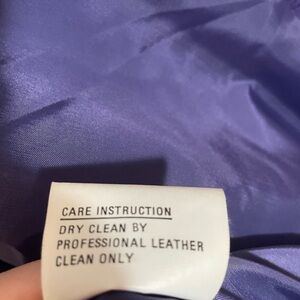 CARE INSTRUCTION
DRY CLEAN BY
PROFESSIONAL LEATHER
CLEAN ONLY